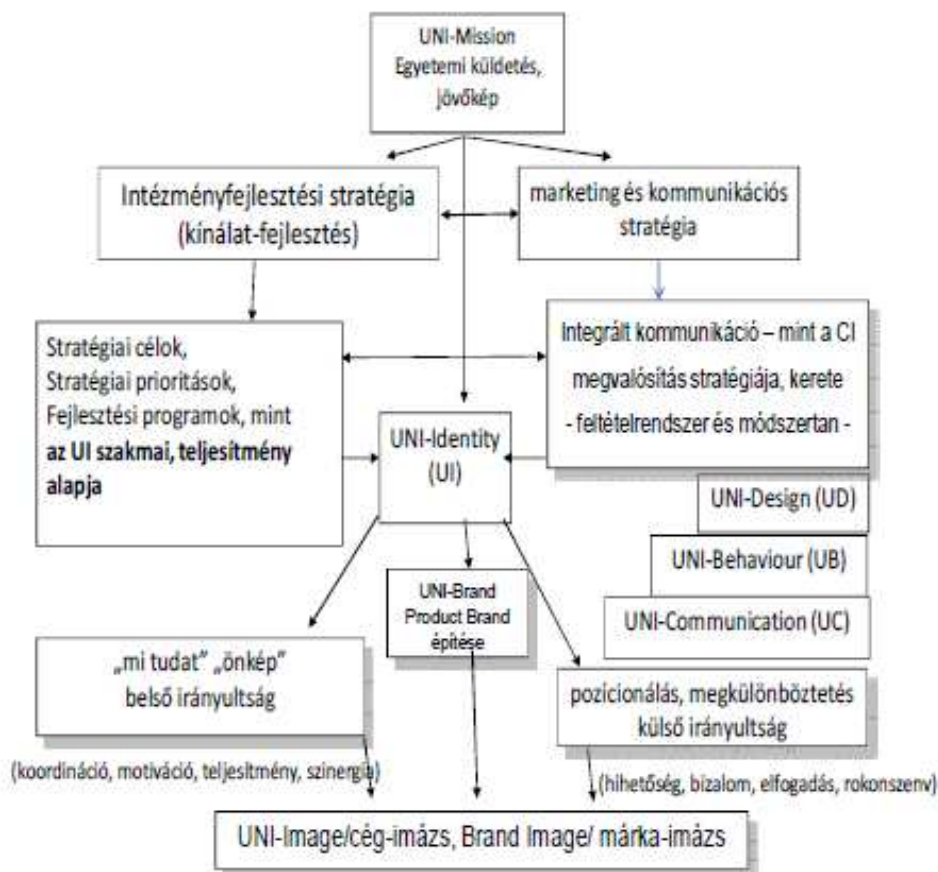 UNI-Mission
Egyetemi küldetés,
jövőkép
Intézményfejlesztési stratégia
(kínálat-fejlesztés)
marketing és kommunikációs
stratégia
Stratégiai célok,
Stratégiai prioritások,
Fejlesztési programok, mint
az UI szakmai, teljesítmény
alapja
Integrált kommunikáció – mint a CI
megvalósítás stratégiája, kerete
- feltételrendszer és módszertan -
UNI-Identity
(UI)
UNI-Design (UD)
UNI-Behaviour (UB)
UNI-Communication (UC)
UNI-Brand
Product Brand
építése
„mi tudat” „önkép”
belső irányultság
pozicionálás, megkülönböztetés
külső irányultság
(koordináció, motiváció, teljesítmény, szinergia)
(hihetőség, bizalom, elfogadás, rokonszenv)
UNI-Image/cég-imázs, Brand Image/ márka-imázs